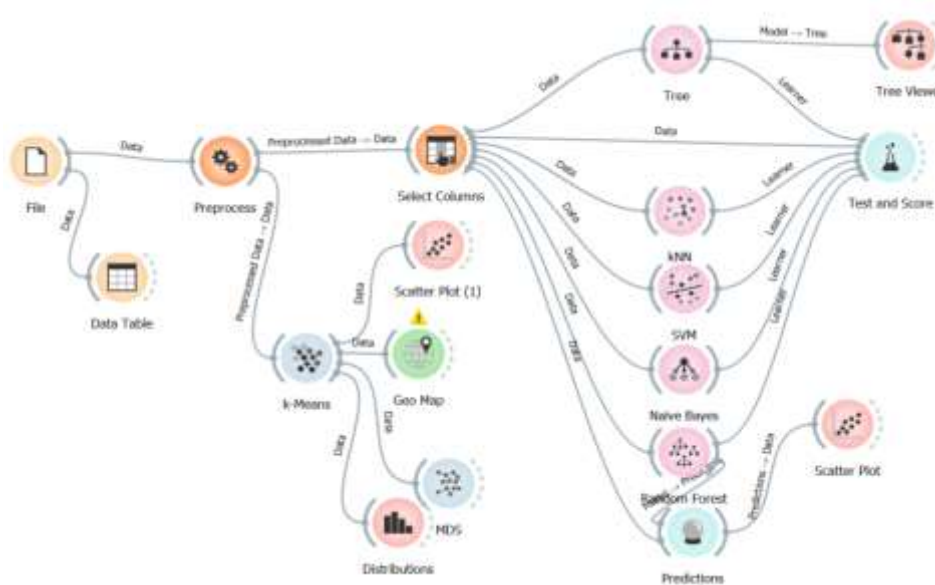 Model → Tree
Tree
Tree Viewer
Data
Learner
Data
Data
Preprocessed Data → Data
File
Preprocess
Select Columns
Test and Score
Data
Data
Learner
kNN
Data
Preprocessed Data → Data
Data
Learner
Scatter Plot (1)
Data
Data Table
SVM
Data
Learner
Data
Geo Map
k-Means
Data
Learner
Naive Bayes
Data
Data
Data
Scatter Plot
Random Forest
Predictions → Data
MDS
Distributions
Predictions